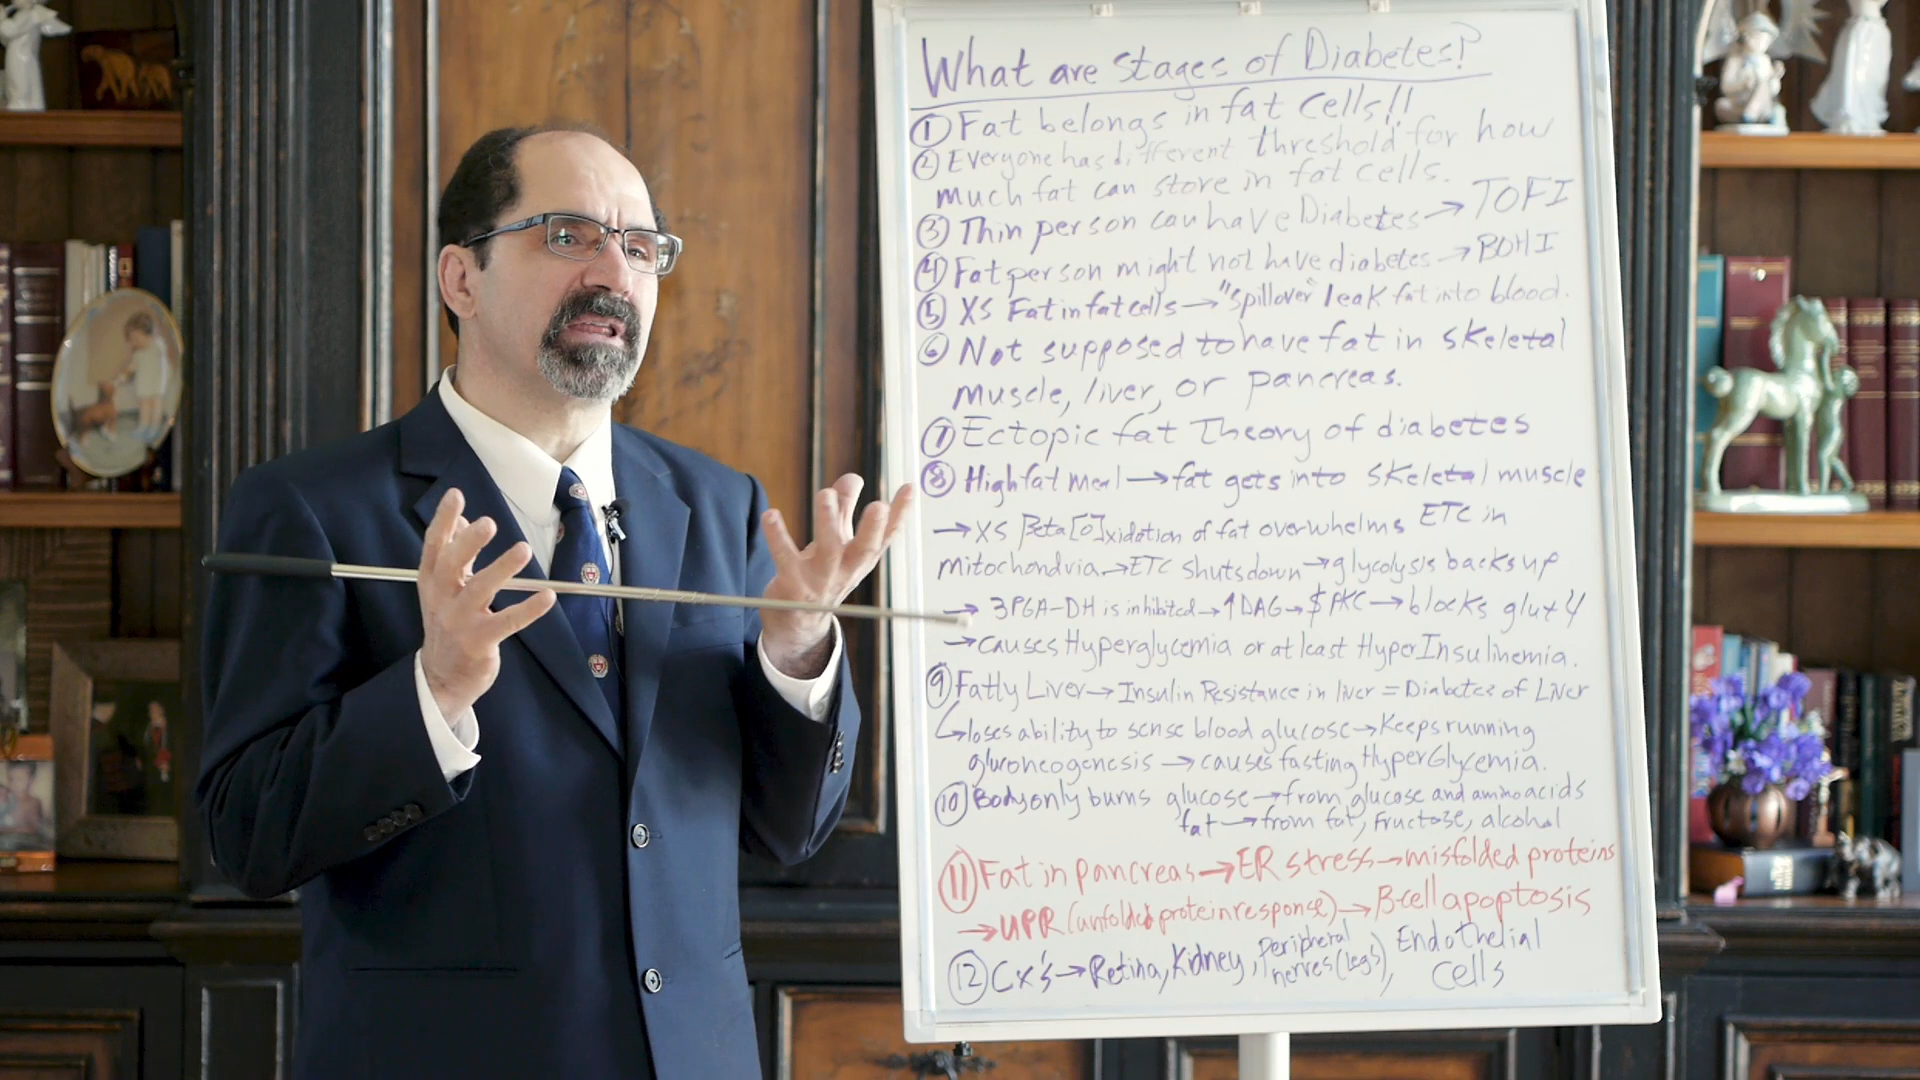 What are Stages of Diabetes?
① Fat belongs in fat cells!!
② Everyone has different threshold for how
much fat can store in fat cells.
③ Thin person can have Diabetes → TOFI
④ Fat person might not have diabetes → BOHI
⑤ XS Fat in fat cells → "spillover" leak fat into blood.
⑥ Not supposed to have fat in skeletal
muscle, liver, or pancreas.
⑦ Ectopic fat Theory of diabetes
⑧ High fat meal → fat gets into skeletal muscle
→ XS Beta [O]xidation of fat overwhelms ETC in
mitochondria → ETC shutsdown → glycolysis backs up
→ 3PGA-DH is inhibited → ↑DAG → $ PKC → blocks glut 4
→ causes Hyperglycemia or at least HyperInsulinemia.
⑨ Fatty Liver → Insulin Resistance in liver = Diabetes of Liver
↳ loses ability to sense blood glucose → Keeps running
gluconeogenesis → causes fasting HyperGlycemia.
⑩ Body only burns glucose → from glucose and amino acids
fat → from fat, fructose, alcohol
⑪ Fat in pancreas → ER stress → misfolded proteins
→ UPR (unfolded protein response) → B-cell apoptosis
⑫ Cx's → Retina, Kidney, peripheral nerves (legs), Endothelial
cells